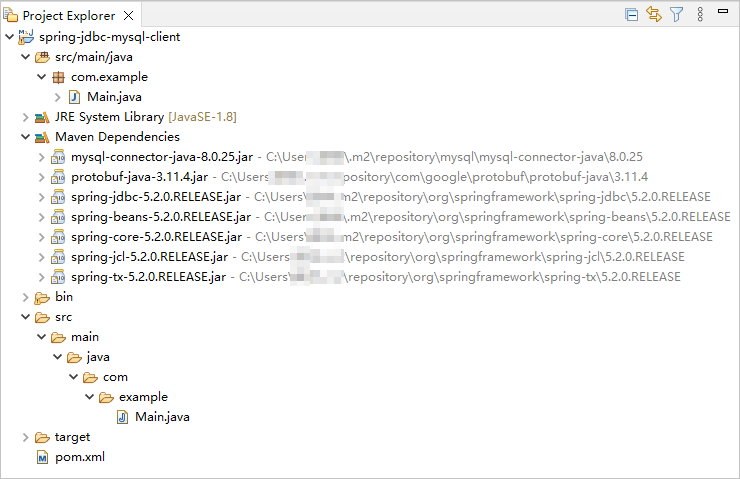 Project Explorer
spring-jdbc-mysql-client
src/main/java
com.example
Main.java
JRE System Library [JavaSE-1.8]
Maven Dependencies
mysql-connector-java-8.0.25.jar - C:\User \.m2\repository\mysql\mysql-connector-java\8.0.25
protobuf-java-3.11.4.jar - C:\Users pository\com\google\protobuf\protobuf-java\3.11.4
spring-jdbc-5.2.0.RELEASE.jar - C:\Users\ m2\repository\org\springframework\spring-jdbc\5.2.0.RELEASE
spring-beans-5.2.0.RELEASE.jar - C:\Users\ .m2\repository\org\springframework\spring-beans\5.2.0.RELEASE
spring-core-5.2.0.RELEASE.jar - C:\Users\ m2\repository\org\springframework\spring-core\5.2.0.RELEASE
spring-jcl-5.2.0.RELEASE.jar - C:\Users\ \repository\org\springframework\spring-jcl\5.2.0.RELEASE
spring-tx-5.2.0.RELEASE.jar - C:\Users\ \repository\org\springframework\spring-tx\5.2.0.RELEASE
bin
src
main
java
com
example
Main.java
target
pom.xml